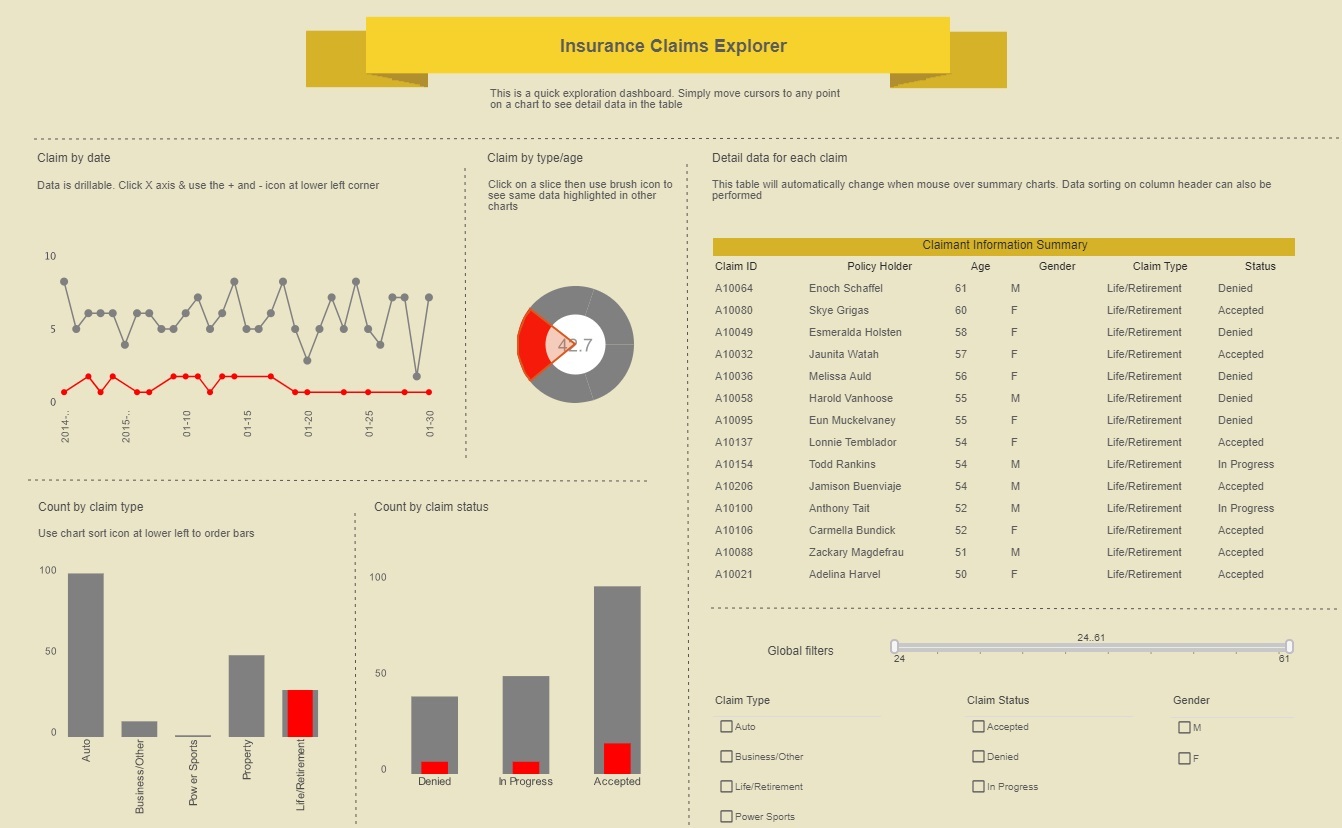 Insurance Claims Explorer
This is a quick exploration dashboard. Simply move cursors to any point
on a chart to see detail data in the table
Claim by date
Data is drillable. Click X axis & use the + and - icon at lower left corner
10
5
0
2014-..
2015-..
01-10
01-15
01-20
01-25
01-30
Claim by type/age
Click on a slice then use brush icon to
see same data highlighted in other
charts
42.7
Detail data for each claim
This table will automatically change when mouse over summary charts. Data sorting on column header can also be
performed
Claimant Information Summary
Claim ID Policy Holder Age Gender Claim Type Status
A10064 Enoch Schaffel 61 M Life/Retirement Denied
A10080 Skye Grigas 60 F Life/Retirement Accepted
A10049 Esmeralda Holsten 58 F Life/Retirement Denied
A10032 Jaunita Watah 57 F Life/Retirement Accepted
A10036 Melissa Auld 56 F Life/Retirement Denied
A10058 Harold Vanhoose 55 M Life/Retirement Denied
A10095 Eun Muckelvaney 55 F Life/Retirement Denied
A10137 Lonnie Temblador 54 F Life/Retirement Accepted
A10154 Todd Rankins 54 M Life/Retirement In Progress
A10206 Jamison Buenviaje 54 M Life/Retirement Accepted
A10100 Anthony Tait 52 M Life/Retirement In Progress
A10106 Carmella Bundick 52 F Life/Retirement Accepted
A10088 Zackary Magdefrau 51 M Life/Retirement Accepted
A10021 Adelina Harvel 50 F Life/Retirement Accepted
Count by claim type
Use chart sort icon at lower left to order bars
100
50
0
Auto
Business/Other
Power Sports
Property
Life/Retirement
Count by claim status
100
50
0
Denied
In Progress
Accepted
Global filters
24..61
24
61
Claim Type
Auto
Business/Other
Life/Retirement
Power Sports
Claim Status
Accepted
Denied
In Progress
Gender
M
F